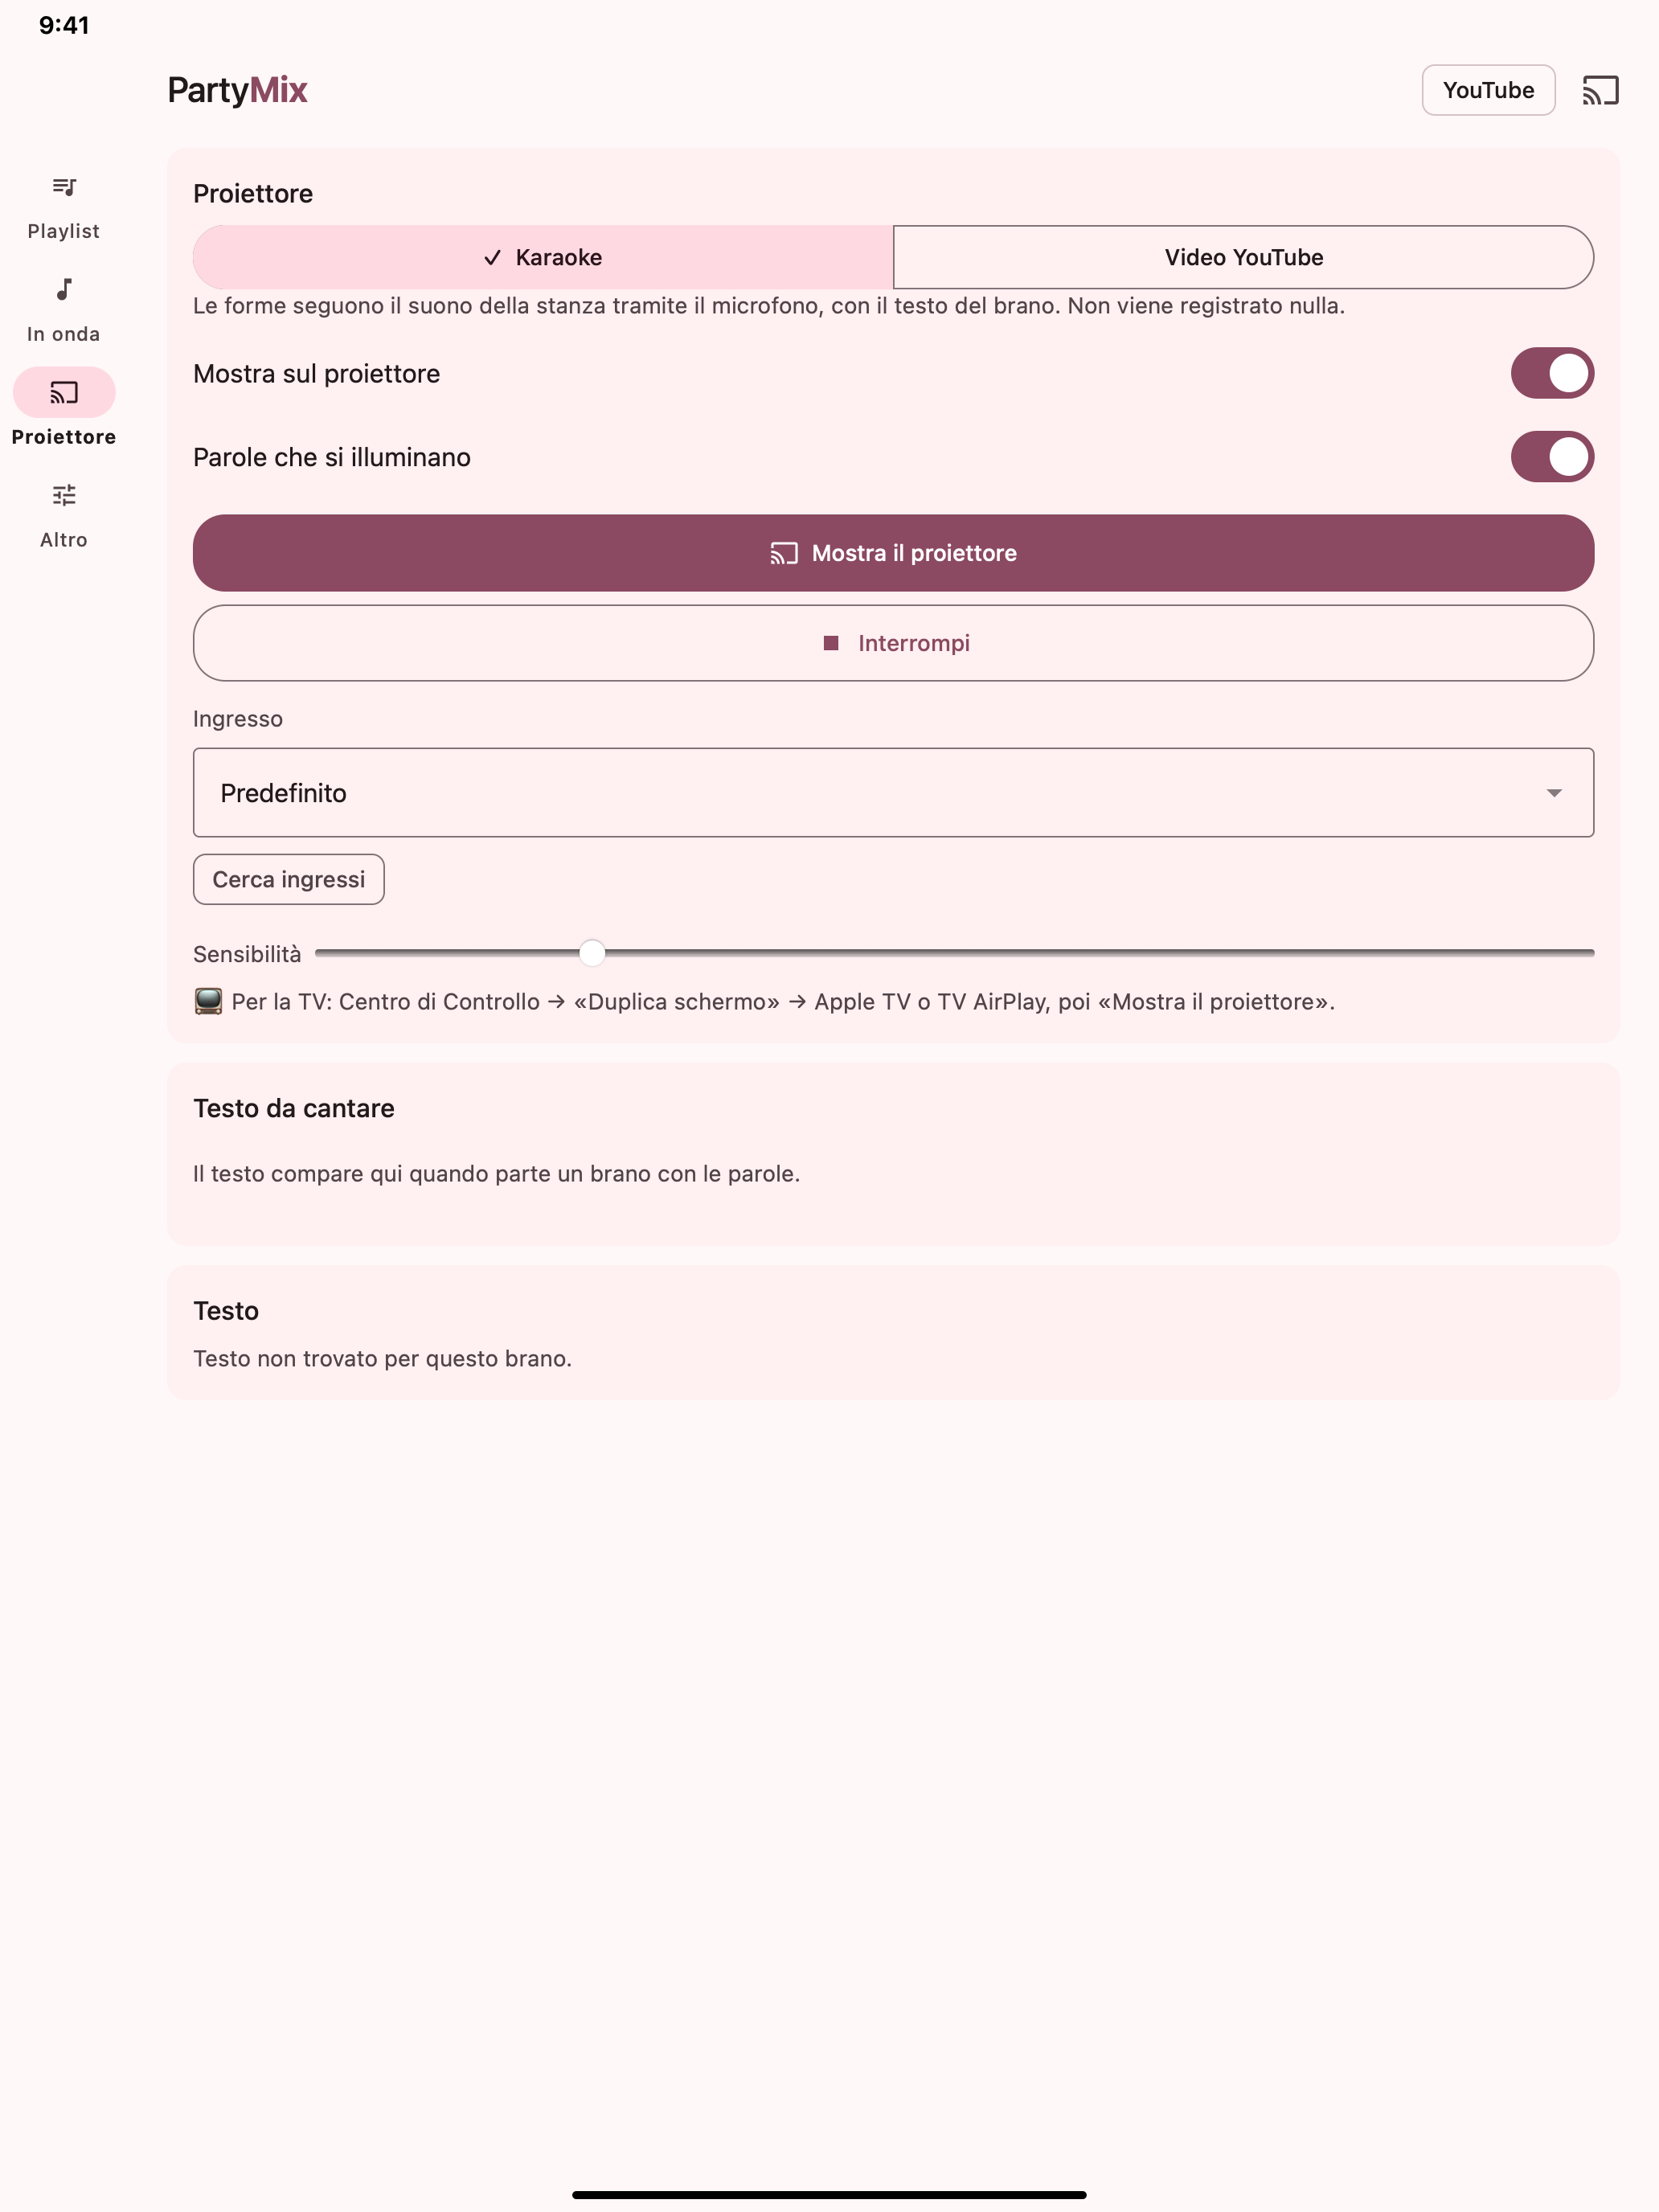 9:41
PartyMix
YouTube
Playlist
In onda
Proiettore
Altro
Proiettore
Karaoke
Video YouTube
Le forme seguono il suono della stanza tramite il microfono, con il testo del brano. Non viene registrato nulla.
Mostra sul proiettore
Parole che si illuminano
Mostra il proiettore
Interrompi
Ingresso
Predefinito
Cerca ingressi
Sensibilità
Per la TV: Centro di Controllo → «Duplica schermo» → Apple TV o TV AirPlay, poi «Mostra il proiettore».
Testo da cantare
Il testo compare qui quando parte un brano con le parole.
Testo
Testo non trovato per questo brano.